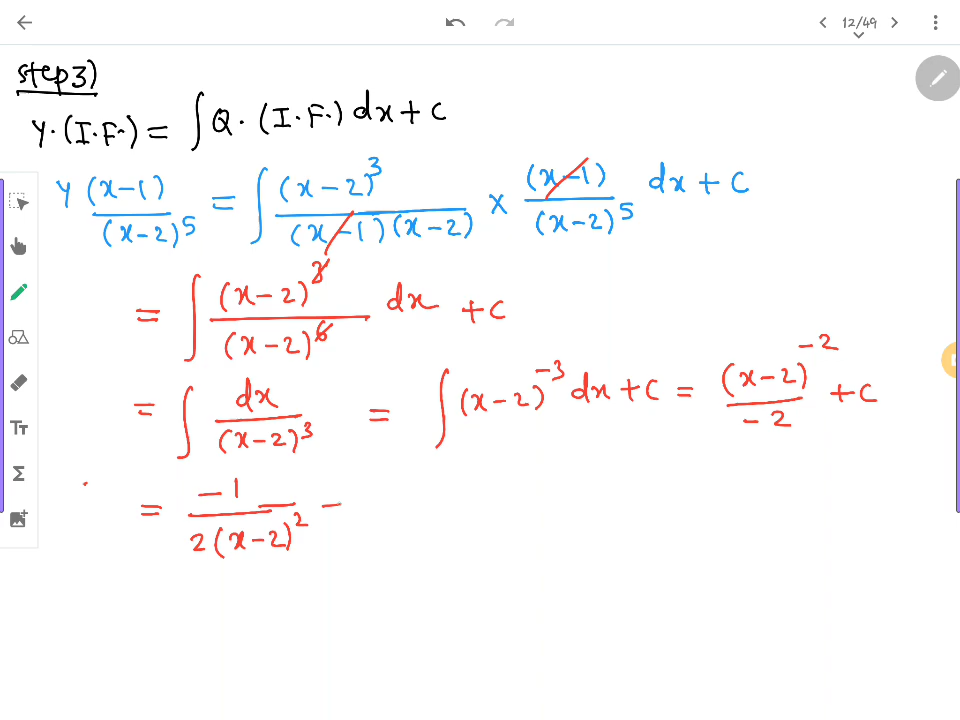 12/49
step3)
y·(I.F.) = ∫Q·(I.F.) dx + c
y (x-1)/(x-2)^5 = ∫ (x-2)^3/((x-1)(x-2)) × (x-1)/(x-2)^5 dx + c
= ∫ (x-2)^3/(x-2)^6 dx + c
= ∫ dx/(x-2)^3 = ∫ (x-2)^-3 dx + c = (x-2)^-2/-2 + c
= -1/2(x-2)^2 -
Tт
Σ